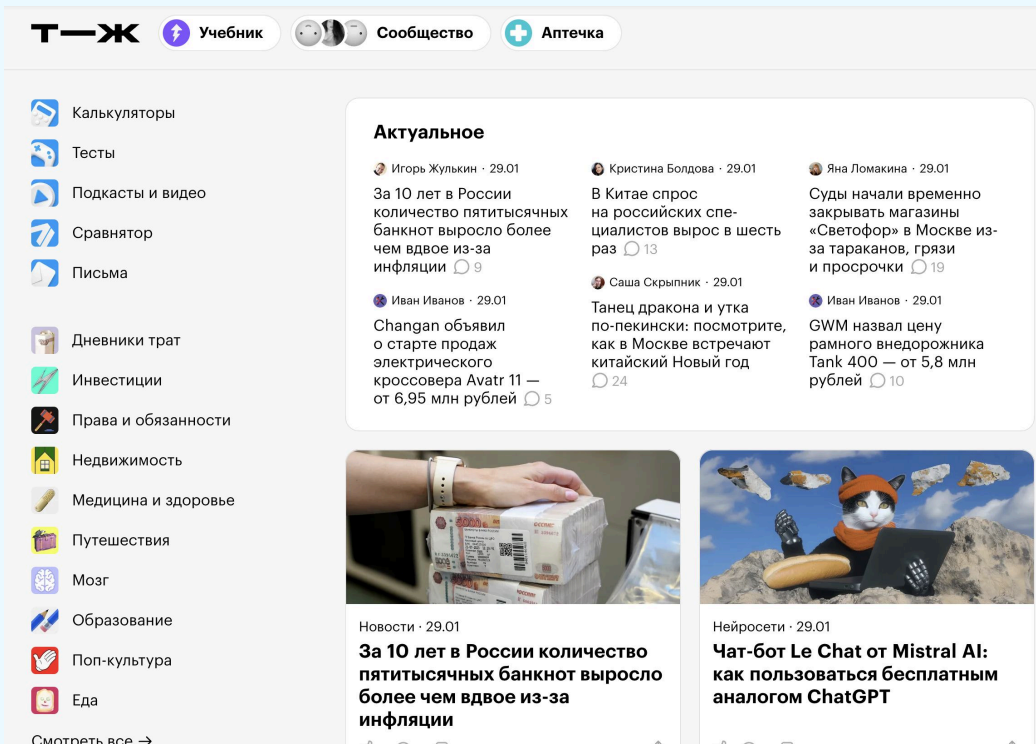 Т—Ж
Учебник
Сообщество
Аптечка
Калькуляторы
Тесты
Подкасты и видео
Сравнятор
Письма
Дневники трат
Инвестиции
Права и обязанности
Недвижимость
Медицина и здоровье
Путешествия
Мозг
Образование
Поп-культура
Еда
Смотреть все →
Актуальное
Игорь Жулькин · 29.01
За 10 лет в России
количество пятитысячных
банкнот выросло более
чем вдвое из-за
инфляции 9
Иван Иванов · 29.01
Changan объявил
о старте продаж
электрического
кроссовера Avatr 11 —
от 6,95 млн рублей 5
Кристина Болдова · 29.01
В Китае спрос
на российских спе-
циалистов вырос в шесть
раз 13
Саша Скрыпник · 29.01
Танец дракона и утка
по-пекински: посмотрите,
как в Москве встречают
китайский Новый год
24
Яна Ломакина · 29.01
Суды начали временно
закрывать магазины
«Светофор» в Москве из-
за тараканов, грязи
и просрочки 19
Иван Иванов · 29.01
GWM назвал цену
рамного внедорожника
Tank 400 — от 5,8 млн
рублей 10
Новости · 29.01
За 10 лет в России количество
пятитысячных банкнот выросло
более чем вдвое из-за
инфляции
Нейросети · 29.01
Чат-бот Le Chat от Mistral AI:
как пользоваться бесплатным
аналогом ChatGPT